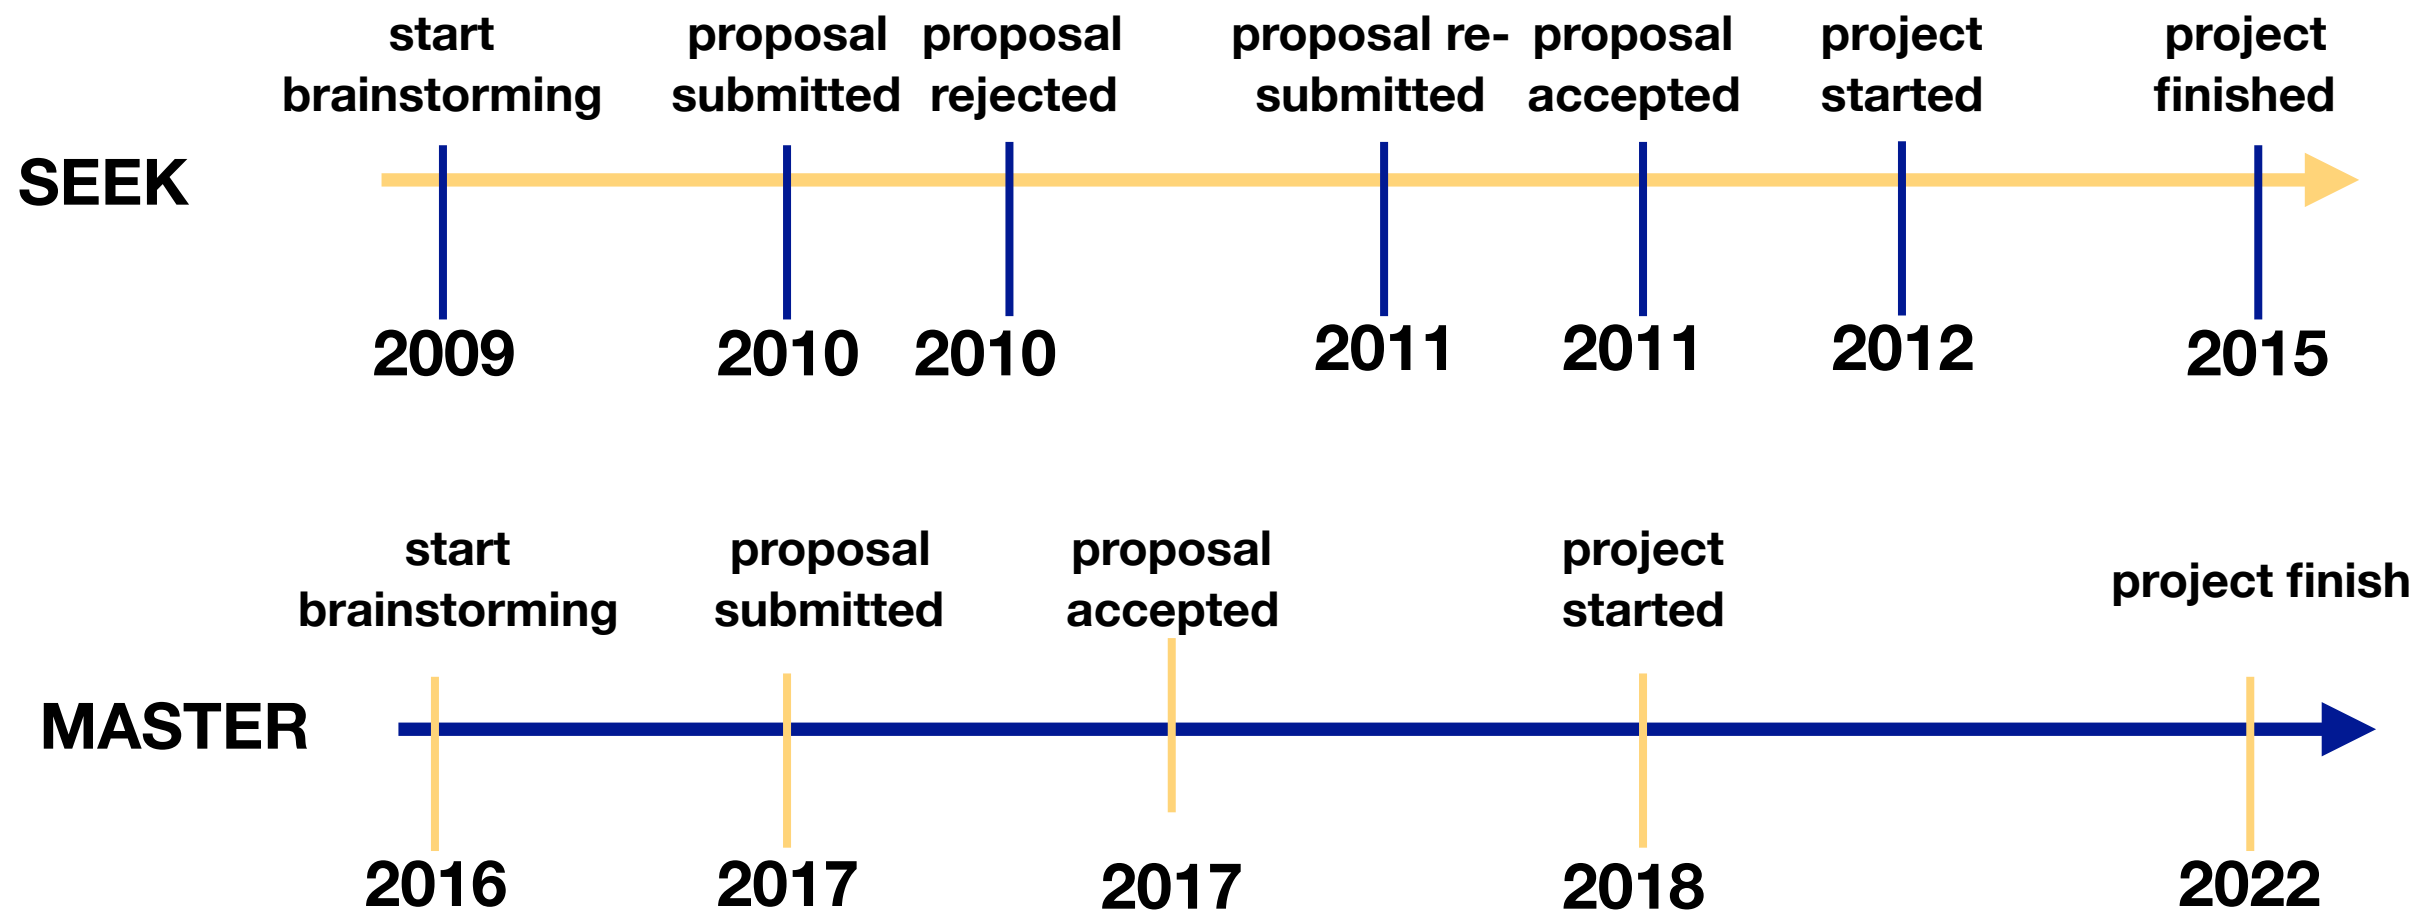 start
brainstorming
proposal
submitted
proposal
rejected
proposal re-
submitted
proposal
accepted
project
started
project
finished
SEEK
2009
2010
2010
2011
2011
2012
2015
start
brainstorming
proposal
submitted
proposal
accepted
project
started
project finish
MASTER
2016
2017
2017
2018
2022